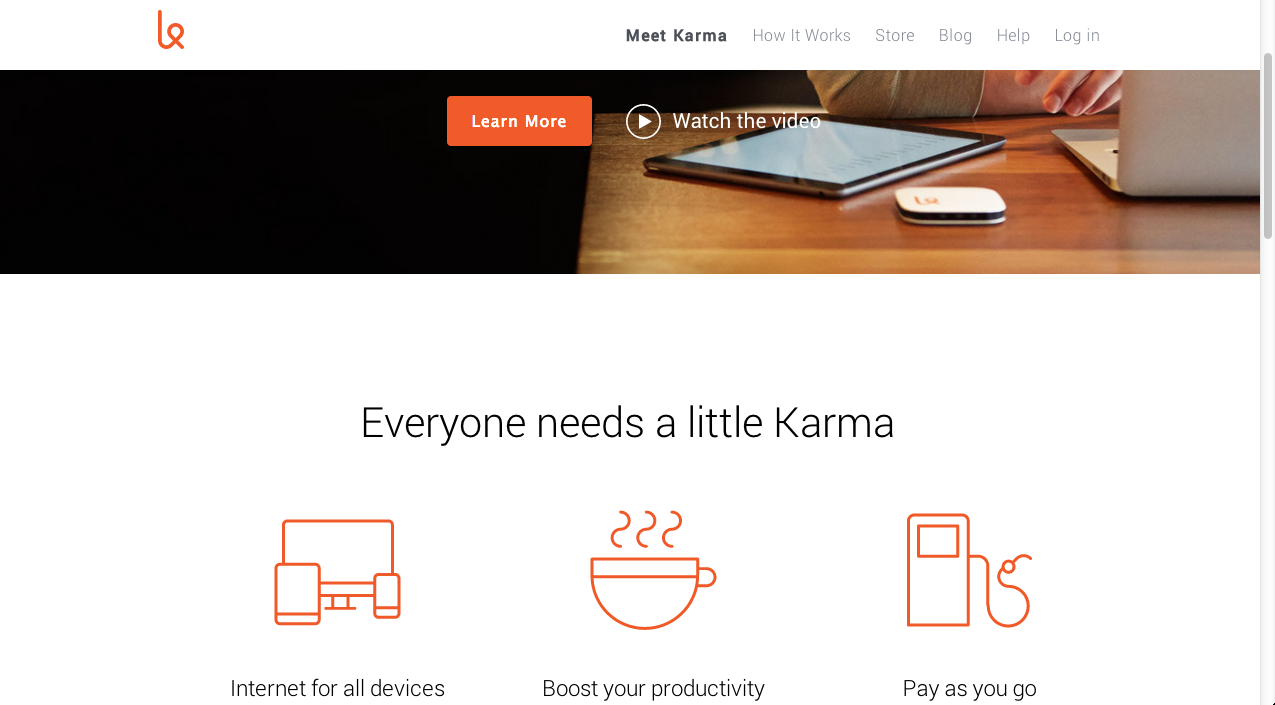 Meet Karma How It Works Store Blog Help Log in
Learn More Watch the video
Everyone needs a little Karma
Internet for all devices Boost your productivity Pay as you go